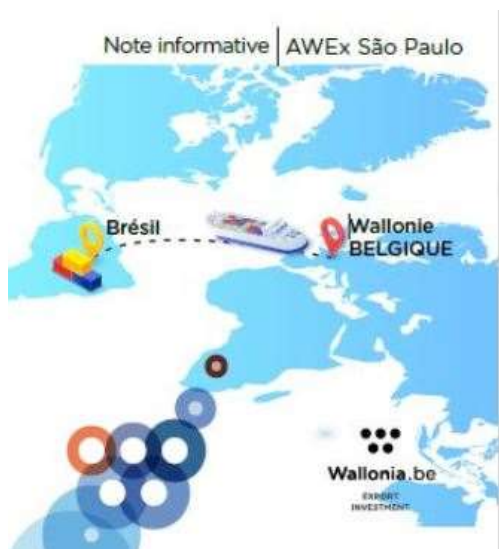 Note informative | AWEx São Paulo
Brésil
Wallonie
BELGIQUE
Wallonia.be
EXPORT
INVESTMENT